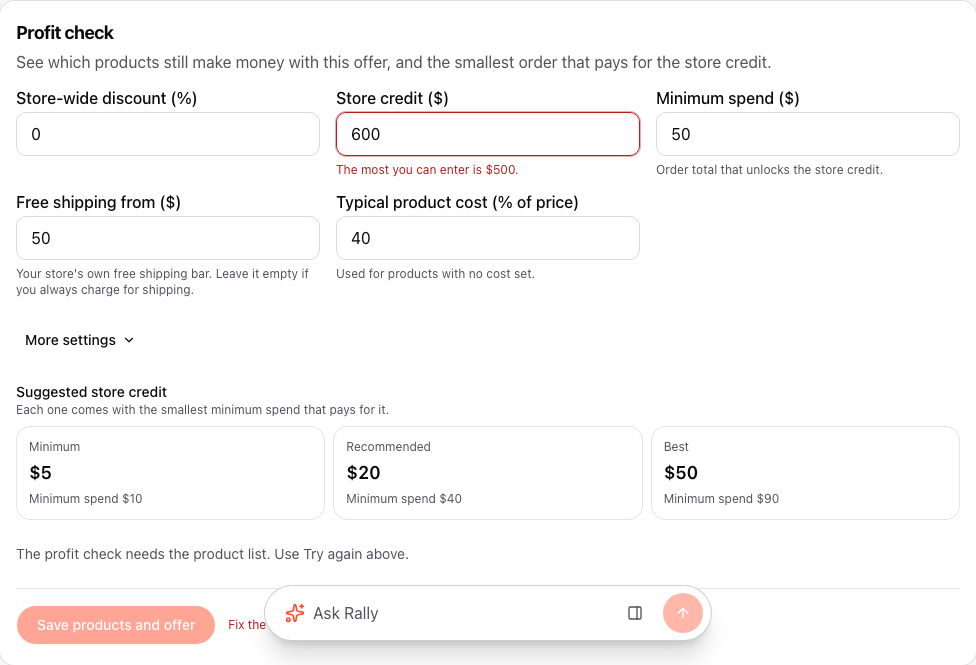 Profit check
See which products still make money with this offer, and the smallest order that pays for the store credit.
Store-wide discount (%)
Store credit ($)
Minimum spend ($)
0
600
50
The most you can enter is $500.
Order total that unlocks the store credit.
Free shipping from ($)
Typical product cost (% of price)
50
40
Your store's own free shipping bar. Leave it empty if
you always charge for shipping.
Used for products with no cost set.
More settings
Suggested store credit
Each one comes with the smallest minimum spend that pays for it.
Minimum
$5
Minimum spend $10
Recommended
$20
Minimum spend $40
Best
$50
Minimum spend $90
The profit check needs the product list. Use Try again above.
Save products and offer
Fix the
Ask Rally